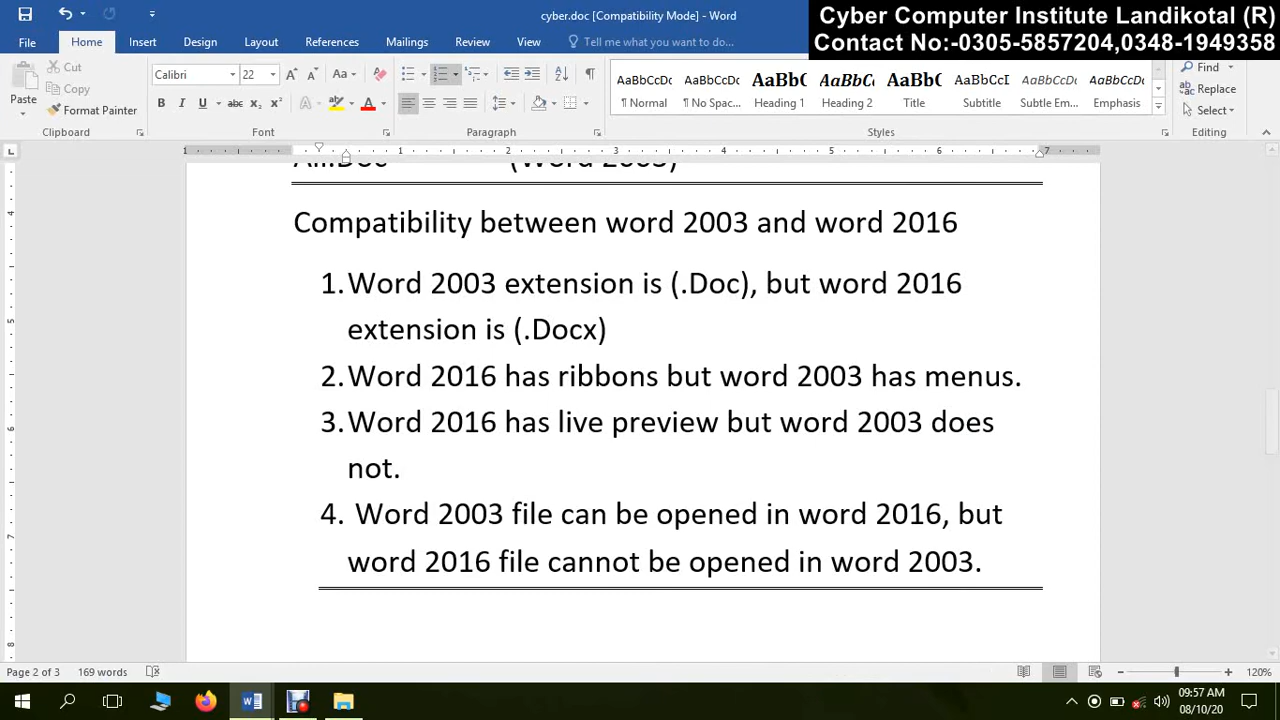 cyber.doc [Compatibility Mode] - Word
Cyber Computer Institute Landikotal (R)
Contact No:-0305-5857204,0348-1949358
File Home Insert Design Layout References Mailings Review View Tell me what you want to do...
Paste
Cut
Copy
Format Painter
Clipboard
Calibri 22
Font
Paragraph
AaBbCcDc AaBbCcDc AaBbC AaBbCc AaBbC AaBbCcI AaBbCcDc AaBbCcDc
¶ Normal ¶ No Spac... Heading Heading 2 Title Subtitle Subtle Em... Emphasis
Styles
Find
Replace
Select
Editing
(Word 2003)
Compatibility between word 2003 and word 2016
1. Word 2003 extension is (.Doc), but word 2016
extension is (.Docx)
2. Word 2016 has ribbons but word 2003 has menus.
3. Word 2016 has live preview but word 2003 does
not.
4. Word 2003 file can be opened in word 2016, but
word 2016 file cannot be opened in word 2003.
Page 2 of 3 169 words 120%
09:57 AM
08/10/20